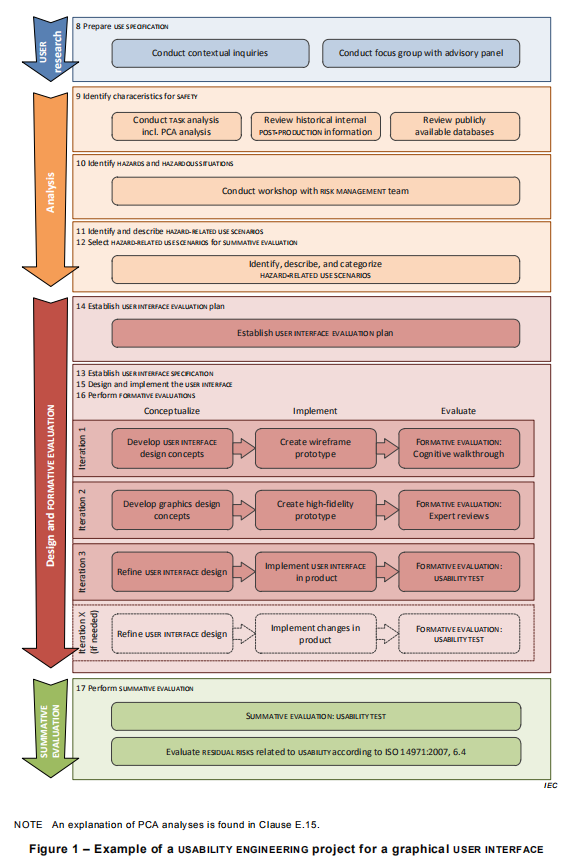 USER
research
8 Prepare USE SPECIFICATION
Conduct contextual inquiries
Conduct focus group with advisory panel
Analysis
9 Identify characteristics for SAFETY
Conduct TASK analysis
incl. PCA analysis
Review historical internal
POST-PRODUCTION information
Review publicly
available databases
10 Identify HAZARDS and HAZARDOUS SITUATIONS
Conduct workshop with RISK MANAGEMENT team
11 Identify and describe HAZARD-RELATED USE SCENARIOS
12 Select HAZARD-RELATED USE SCENARIOS for SUMMATIVE EVALUATION
Identify, describe, and categorize
HAZARD-RELATED USE SCENARIOS
Design and FORMATIVE EVALUATION
14 Establish USER INTERFACE EVALUATION plan
Establish USER INTERFACE EVALUATION plan
13 Establish USER INTERFACE SPECIFICATION
15 Design and implement the USER INTERFACE
16 Perform FORMATIVE EVALUATIONS
Conceptualize
Implement
Evaluate
Iteration 1
Develop USER INTERFACE
design concepts
Create wireframe
prototype
FORMATIVE EVALUATION:
Cognitive walkthrough
Iteration 2
Develop graphics design
concepts
Create high-fidelity
prototype
FORMATIVE EVALUATION:
Expert reviews
Iteration 3
Refine USER INTERFACE design
Implement USER INTERFACE
in product
FORMATIVE EVALUATION:
USABILITY TEST
Iteration X
(if needed)
Refine USER INTERFACE design
Implement changes in
product
FORMATIVE EVALUATION:
USABILITY TEST
SUMMATIVE
EVALUATION
17 Perform SUMMATIVE EVALUATION
SUMMATIVE EVALUATION: USABILITY TEST
Evaluate RESIDUAL RISKS related to USABILITY according to ISO 14971:2007, 6.4
IEC
NOTE An explanation of PCA analyses is found in Clause E.15.
Figure 1 – Example of a USABILITY ENGINEERING project for a graphical USER INTERFACE